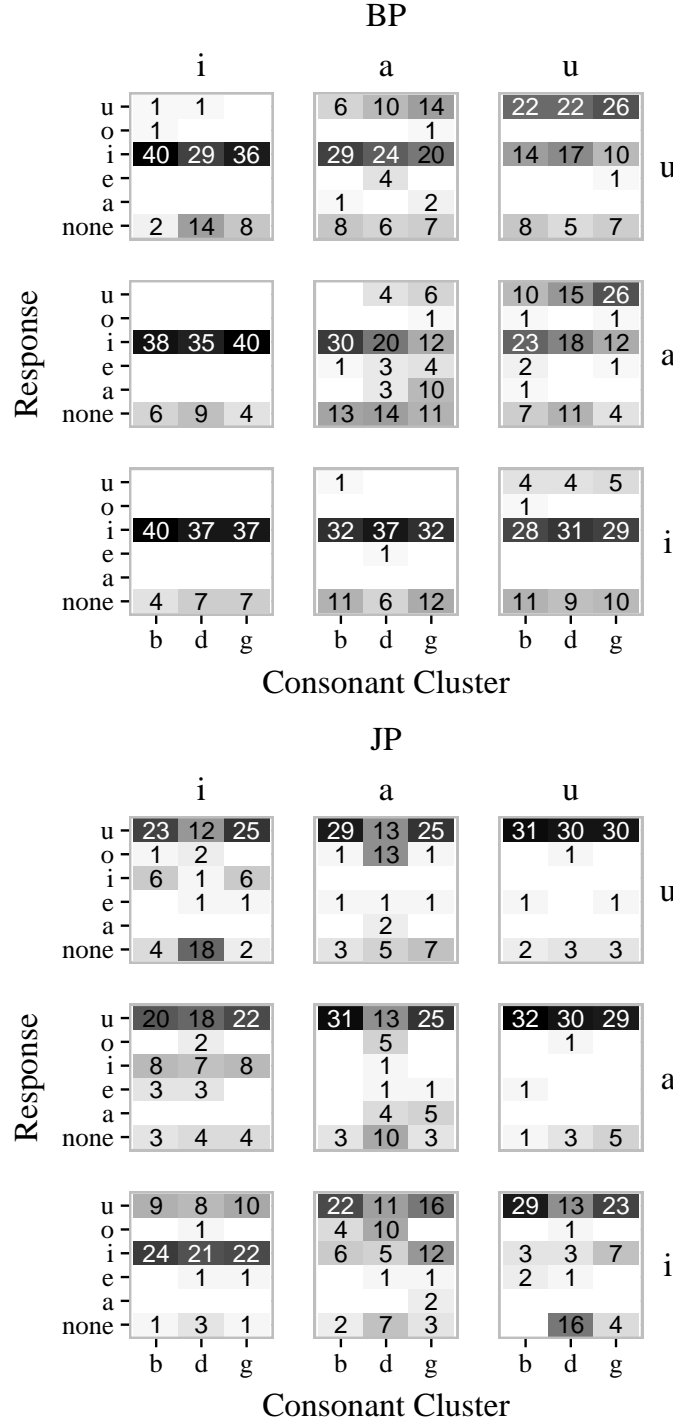 BP
i a u
u 1 1 6 10 14 22 22 26
o 1 1
i 40 29 36 29 24 20 14 17 10 u
e 4 1
a 1 2
none 2 14 8 8 6 7 8 5 7
u 4 6 10 15 26
o 1 1 1
i 38 35 40 30 20 12 23 18 12 a
e 1 3 4 2 1
a 3 10 1
none 6 9 4 13 14 11 7 11 4
Response
u 1 4 4 5
o 1
i 40 37 37 32 37 32 28 31 29 i
e 1
a
none 4 7 7 11 6 12 11 9 10
b d g b d g b d g
Consonant Cluster
JP
i a u
u 23 12 25 29 13 25 31 30 30
o 1 2 1 13 1 1
i 6 1 6 u
e 1 1 1 1 1 1 1
a 2
none 4 18 2 3 5 7 2 3 3
u 20 18 22 31 13 25 32 30 29
o 2 5 1
i 8 7 8 1 a
e 3 3 1 1 1
a 4 5
none 3 4 4 3 10 3 1 3 5
Response
u 9 8 10 22 11 16 29 13 23
o 1 4 10 1
i 24 21 22 6 5 12 3 3 7 i
e 1 1 1 1 2 1
a 2
none 1 3 1 2 7 3 16 4
b d g b d g b d g
Consonant Cluster